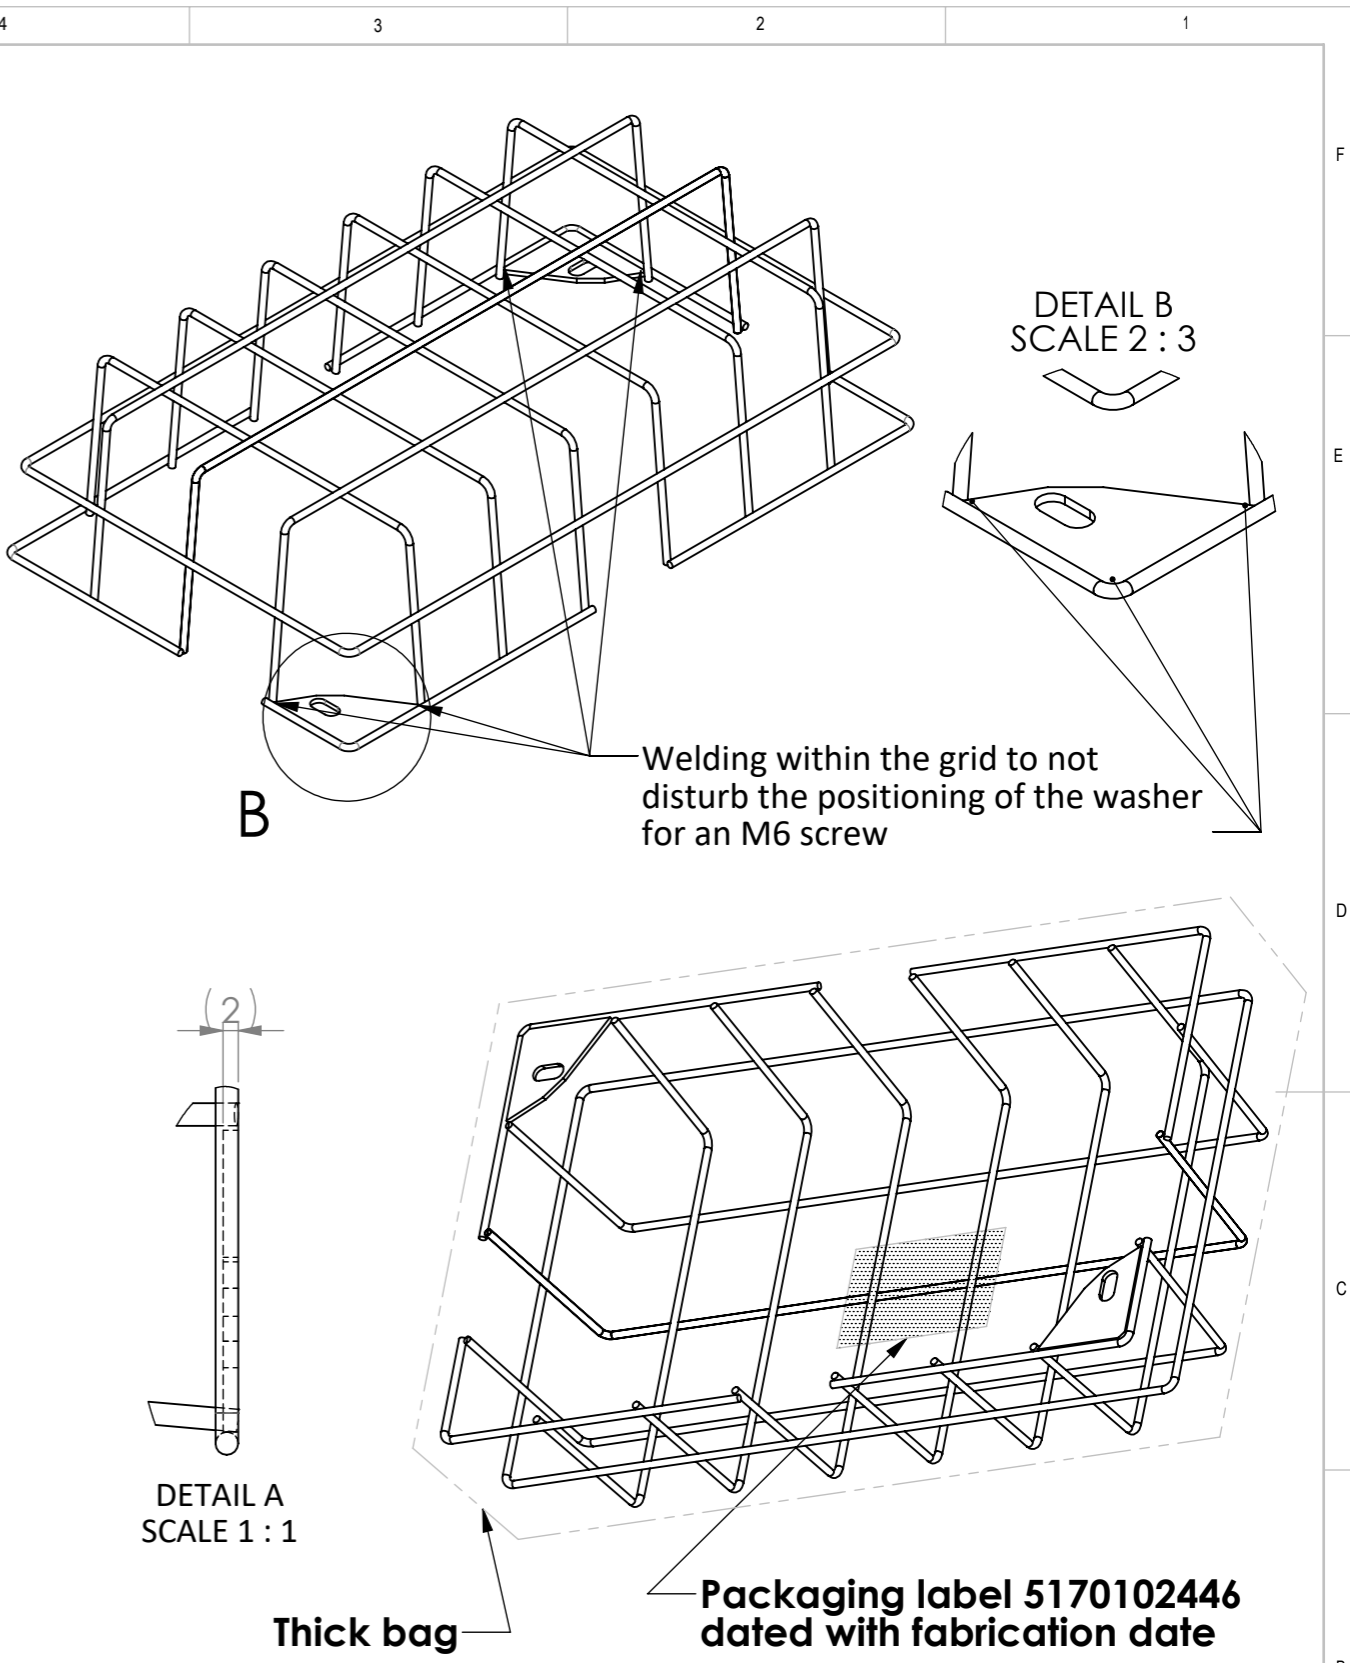 4
3
2
1
F
DETAIL B
SCALE 2 : 3
E
Welding within the grid to not
disturb the positioning of the washer
for an M6 screw
B
D
(2)
C
DETAIL A
SCALE 1 : 1
Packaging label 5170102446
dated with fabrication date
Thick bag